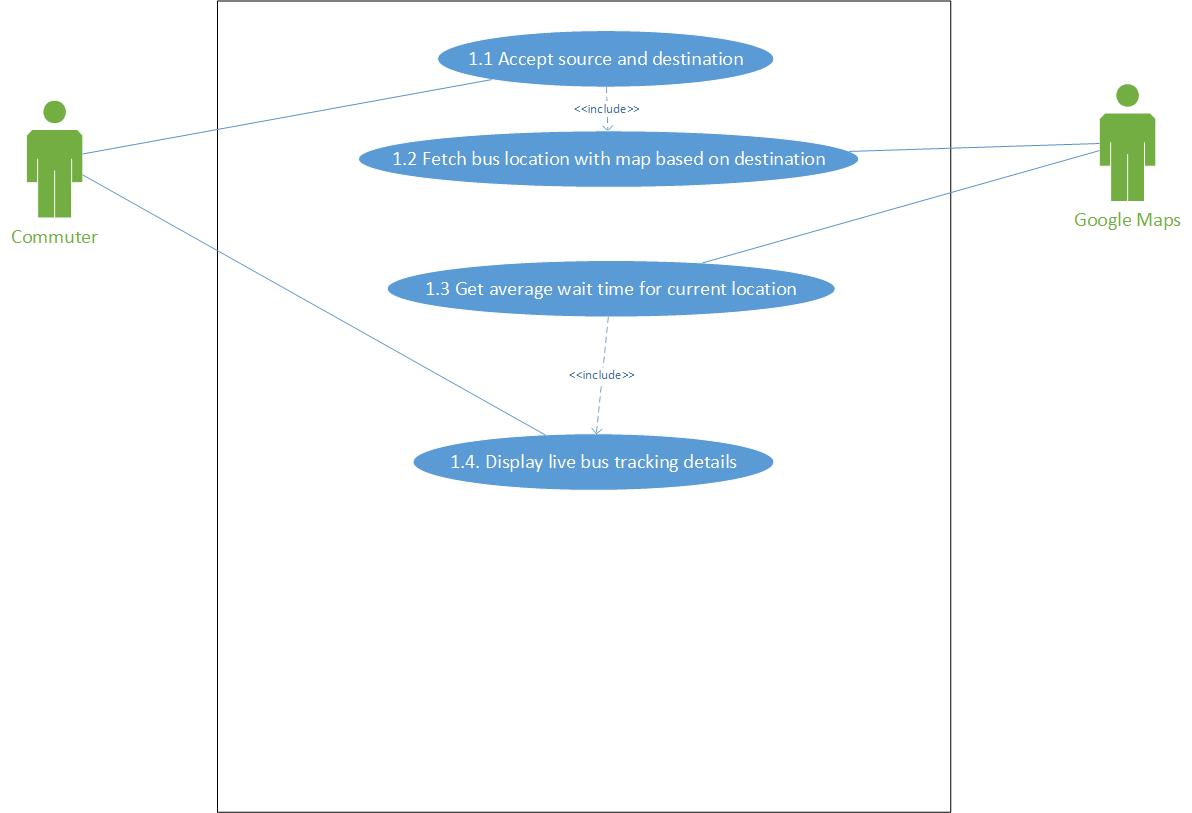 1.1 Accept source and destination
<<include>>
1.2 Fetch bus location with map based on destination
Google Maps
Commuter
1.3 Get average wait time for current location
<<include>>
1.4. Display live bus tracking details